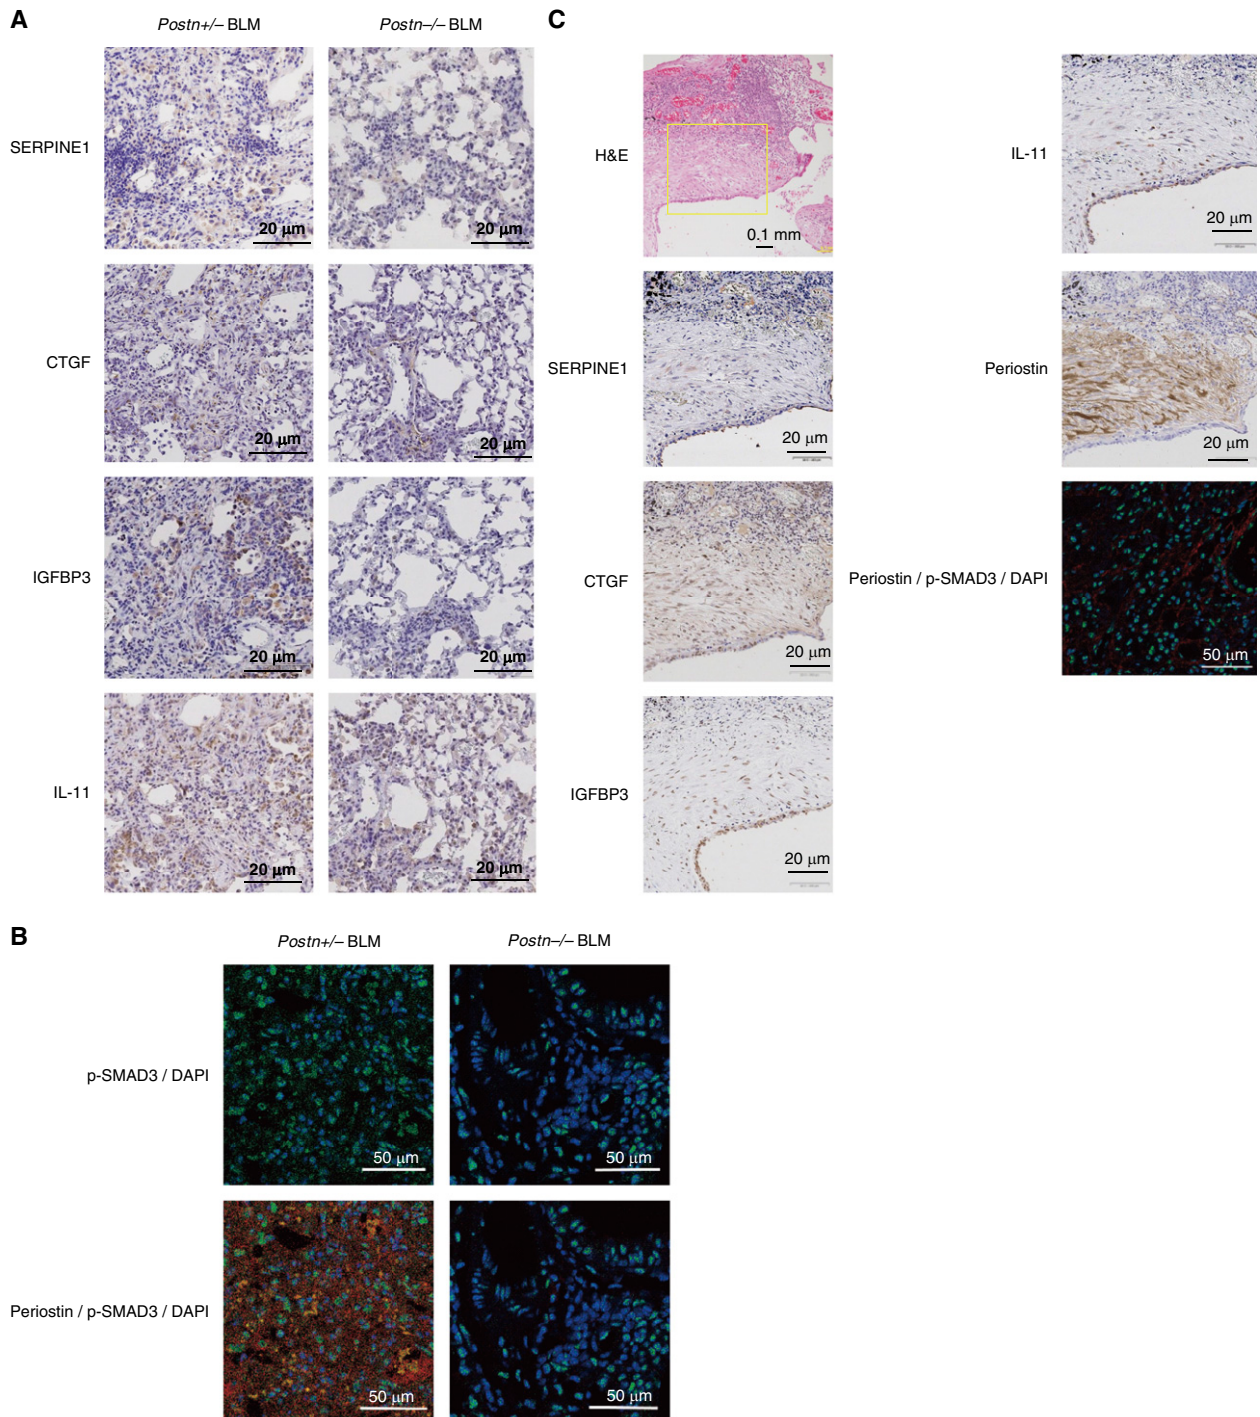 A
Postn+/– BLM
Postn–/– BLM
SERPINE1
20 μm
20 μm
CTGF
20 μm
20 μm
IGFBP3
20 μm
20 μm
IL-11
20 μm
20 μm
B
Postn+/– BLM
Postn–/– BLM
p-SMAD3 / DAPI
50 μm
50 μm
Periostin / p-SMAD3 / DAPI
50 μm
50 μm
C
H&E
0.1 mm
SERPINE1
20 μm
CTGF
20 μm
IGFBP3
20 μm
IL-11
20 μm
Periostin
20 μm
Periostin / p-SMAD3 / DAPI
50 μm